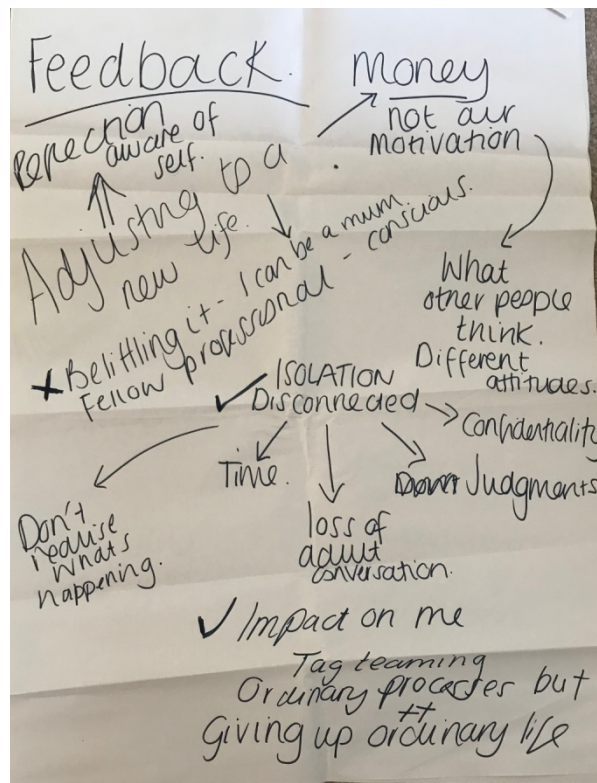 Feedback.
Money
not our
motivation
Reflection
aware of
self.
Adjusting to a
new life.
Belittling it - I can be a mum.
Fellow professional - conscious.
What
other people
think.
Different
attitudes.
ISOLATION
Disconnected
Confidentiality
Time.
Judgments
Don't
realise
whats
happening.
loss of
adult
conversation.
Impact on me
Tag teaming
Ordinary processes but
++
Giving up ordinary life